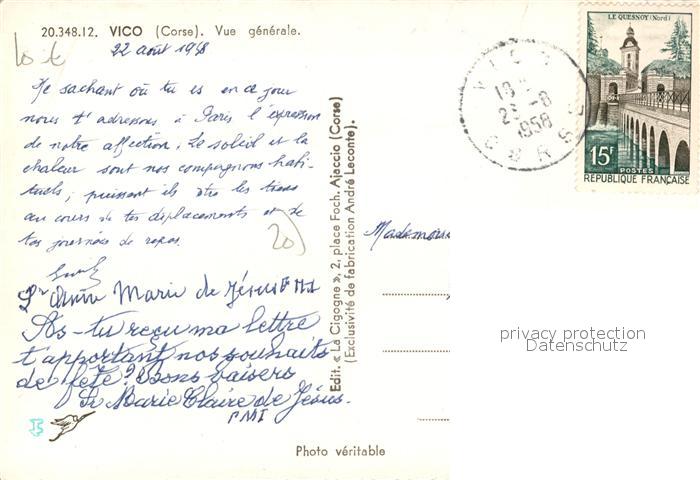 20.348.12. VICO (Corse). Vue générale.
22 août 1958
Ne sachant où tu es en ce jour
nous t'adressons à Paris l'expression
de notre affection. Le soleil et la
chaleur sont nos compagnons habi-
tuels; puissent ils être les tiens
au cours de tes déplacements et de
tes journées de repos.
Sr Anne Marie de Jésus
As-tu reçu ma lettre
t'apportant nos souhaits
de fête? Bons baisers
Sr Marie Claire de Jésus.
PMI
Photo véritable
Edit. « La Cigogne », 2, place Foch. Ajaccio (Corse)
(Exclusivité de fabrication André Leconte).
VICO
1958
CORSE
LE QUESNOY (Nord)
15F
POSTES
REPUBLIQUE FRANÇAISE
Mademoise
privacy protection
Datenschutz